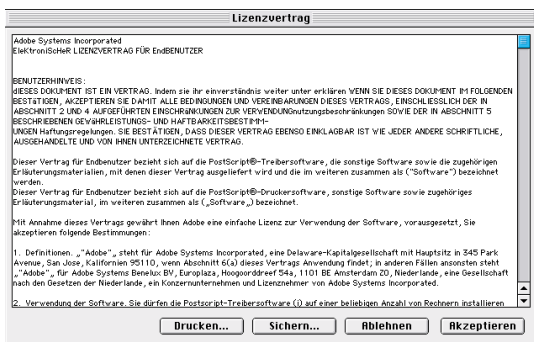 Lizenzvertrag
Adobe Systems Incorporated
EleKtroniScHeR LIZENZVERTRAG FÜR EndBENUTZER
BENUTZERHINWEIS:
dIESES DOKUMENT IST EIN VERTRAG. Indem sie ihr einverständnis weiter unter erklären WENN SIE DIESES DOKUMENT IM FOLGENDEN
BESTäTIGEN, AKZEPTIEREN SIE DAMIT ALLE BEDINGUNGEN UND VEREINBARUNGEN DIESES VERTRAGS, EINSCHLIESSLICH DER IN
ABSCHNITT 2 UND 4 AUFGEFÜHRTEN EINSCHRäNKUNGEN ZUR VERWENDUNGnutzungsbeschränkungen SOWIE DER IN ABSCHNITT 5
BESCHRIEBENEN GEwäHRLEISTUNGS- UND HAFTBARKEITSBESTIMM-
UNGEN Haftungsregelungen. SIE BESTÄTIGEN, DASS DIESER VERTRAG EBENSO EINKLAGBAR IST WIE JEDER ANDERE SCHRIFTLICHE,
AUSGEHANDELTE UND VON IHNEN UNTERZEICHNETE VERTRAG.
Dieser Vertrag für Endbenutzer bezieht sich auf die PostScript®-Treibersoftware, die sonstige Software sowie die zugehörigen
Erläuterungsmaterialien, mit denen dieser Vertrag ausgeliefert wird und die im weiteren zusammen als ("Software") bezeichnet
werden.
Dieser Vertrag für Endbenutzer bezieht sich auf die PostScript®-Druckersoftware, sonstige Software sowie zugehöriges
Erläuterungsmaterial, im weiteren zusammen als („Software„) bezeichnet.
Mit Annahme dieses Vertrags gewährt Ihnen Adobe eine einfache Lizenz zur Verwendung der Software, vorausgesetzt, Sie
akzeptieren folgende Bestimmungen:
1. Definitionen. „"Adobe"„ steht für Adobe Systems Incorporated, eine Delaware-Kapitalgesellschaft mit Hauptsitz in 345 Park
Avenue, San Jose, Kalifornien 95110, wenn Abschnitt 6(a) dieses Vertrags Anwendung findet; in anderen Fällen ansonsten steht
„"Adobe"„ für Adobe Systems Benelux BV, Europlaza, Hoogoorddreef 54a, 1101 BE Amsterdam ZO, Niederlande, eine Gesellschaft
nach den Gesetzen der Niederlande, ein Konzernunternehmen und Lizenznehmer von Adobe Systems Incorporated.
2. Verwendung der Software. Sie dürfen die Postscript-Treibersoftware (i) auf einer beliebigen Anzahl von Rechnern installieren
Drucken... Sichern... Ablehnen Akzeptieren